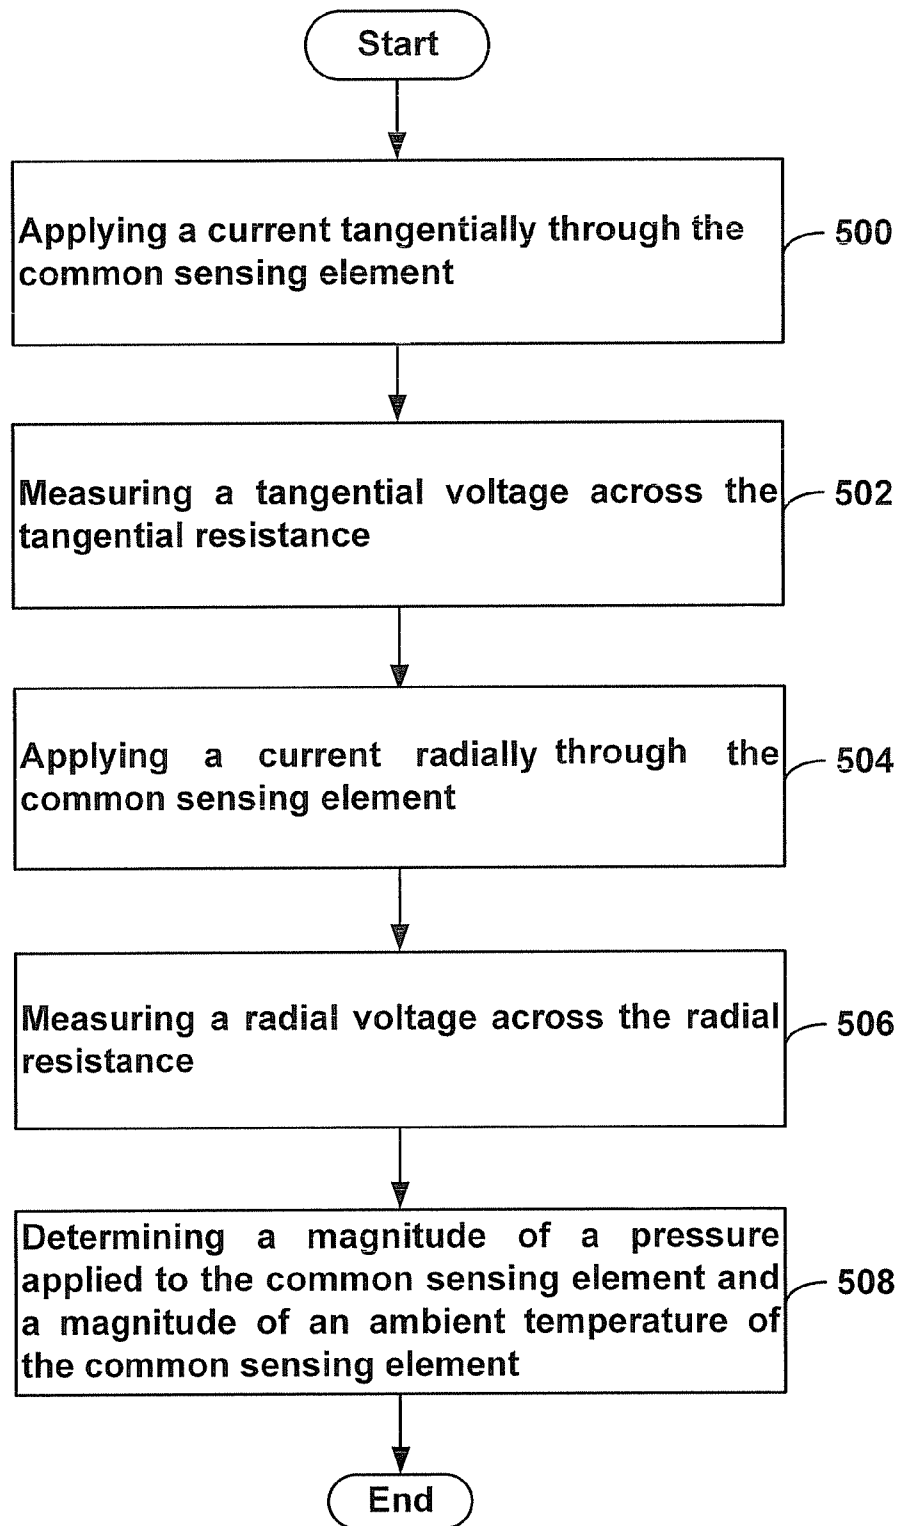 Start
Applying a current tangentially through the
common sensing element
500
Measuring a tangential voltage across the
tangential resistance
502
Applying a current radially through the
common sensing element
504
Measuring a radial voltage across the radial
resistance
506
Determining a magnitude of a pressure
applied to the common sensing element and
a magnitude of an ambient temperature of
the common sensing element
508
End